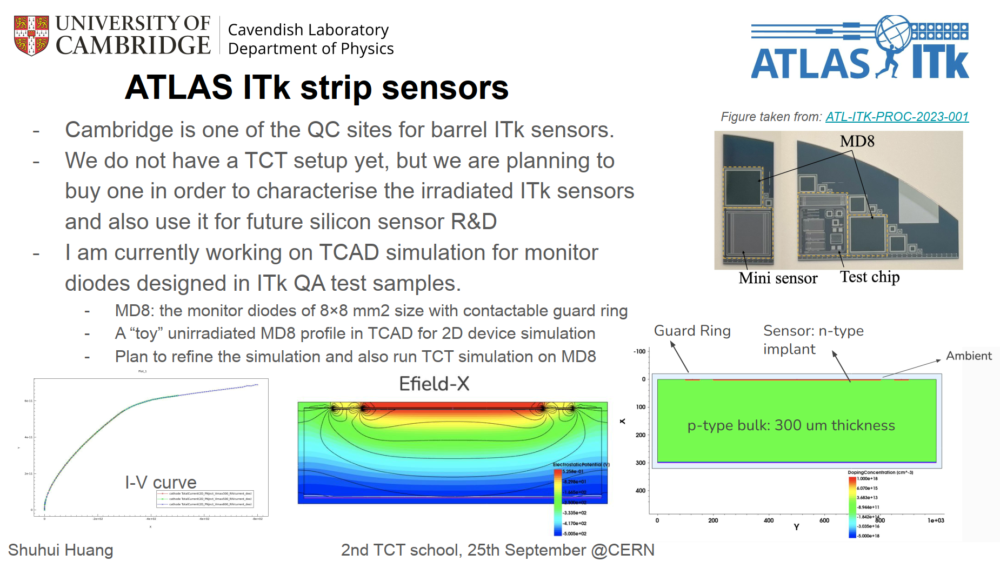 UNIVERSITY OF
CAMBRIDGE
Cavendish Laboratory
Department of Physics
ATLAS ITk
ATLAS ITk strip sensors
Figure taken from: ATL-ITK-PROC-2023-001
- Cambridge is one of the QC sites for barrel ITk sensors.
- We do not have a TCT setup yet, but we are planning to
buy one in order to characterise the irradiated ITk sensors
and also use it for future silicon sensor R&D
- I am currently working on TCAD simulation for monitor
diodes designed in ITk QA test samples.
- MD8: the monitor diodes of 8×8 mm2 size with contactable guard ring
- A “toy” unirradiated MD8 profile in TCAD for 2D device simulation
- Plan to refine the simulation and also run TCT simulation on MD8
MD8
Mini sensor
Test chip
Plot_1
6e-11
4e-11
2e-11
0
Y
I-V curve
cathode TotalCurrent(2D_PNjnct_Vmax300_RIVcurrent_des)
cathode TotalCurrent(2D_PNjnct_Vmax500_RIVcurrent_des)
cathode TotalCurrent(2D_PNjnct_Vmax800_RIVcurrent_des)
0 -2e+02 -4e+02 -6e+02 -8e+02
X
Efield-X
ElectrostaticPotential (V)
5.258e-01
-8.298e+01
-1.665e+02
-2.500e+02
-3.335e+02
-4.170e+02
-5.005e+02
Guard Ring
Sensor: n-type
implant
Ambient
-100
0
100
200
300
400
X
p-type bulk: 300 um thickness
DopingConcentration (cm^-3)
1.000e+18
6.070e+15
3.683e+13
-8.944e+11
-1.842e+14
-3.035e+16
-5.000e+18
0 200 400 600 800 1e+03
Y
Shuhui Huang
2nd TCT school, 25th September @CERN